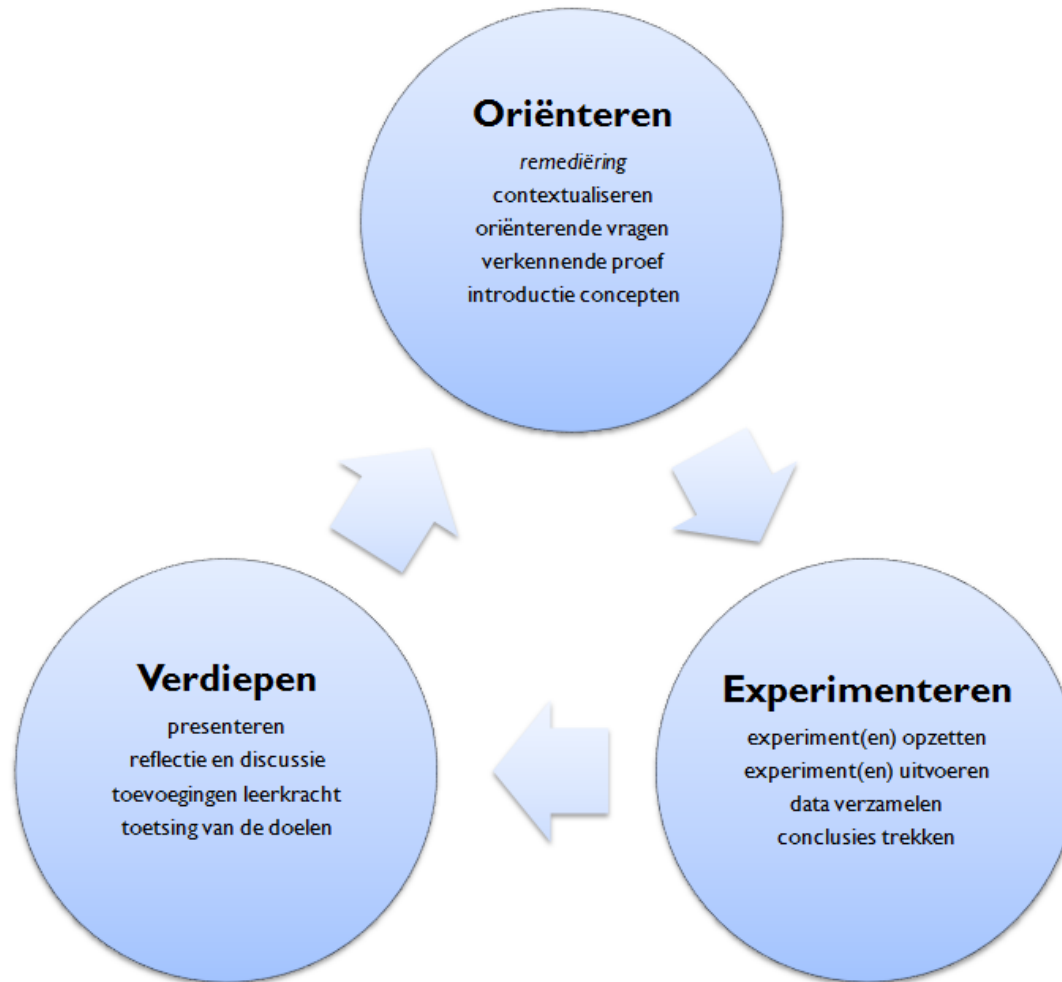 Oriënteren
remediëring
contextualiseren
oriënterende vragen
verkennende proef
introductie concepten
Experimenteren
experiment(en) opzetten
experiment(en) uitvoeren
data verzamelen
conclusies trekken
Verdiepen
presenteren
reflectie en discussie
toevoegingen leerkracht
toetsing van de doelen